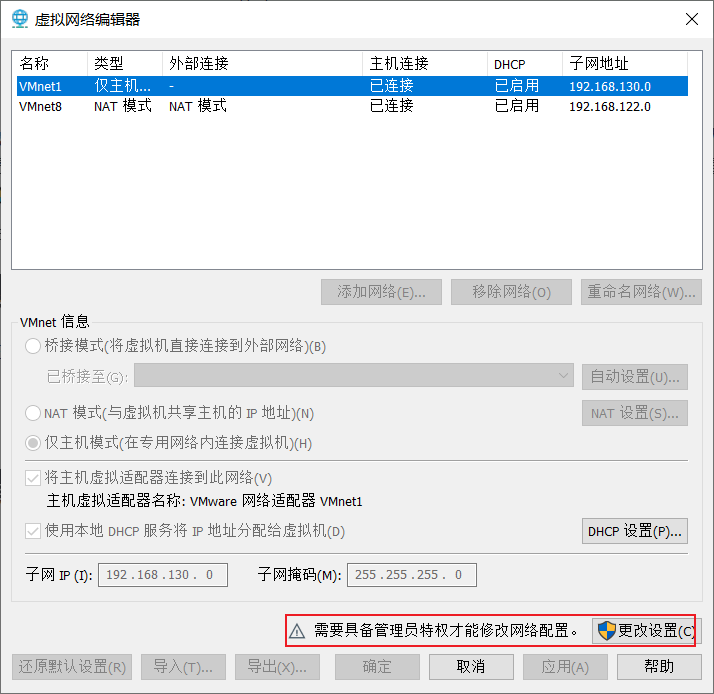 虚拟网络编辑器
名称 类型 外部连接 主机连接 DHCP 子网地址
VMnet1 仅主机... - 已连接 已启用 192.168.130.0
VMnet8 NAT 模式 NAT 模式 已连接 已启用 192.168.122.0
添加网络(E)... 移除网络(O) 重命名网络(W)...
VMnet 信息
桥接模式(将虚拟机直接连接到外部网络)(B)
已桥接至(G): 自动设置(U)...
NAT 模式(与虚拟机共享主机的 IP 地址)(N) NAT 设置(S)...
仅主机模式(在专用网络内连接虚拟机)(H)
将主机虚拟适配器连接到此网络(V)
主机虚拟适配器名称: VMware 网络适配器 VMnet1
使用本地 DHCP 服务将 IP 地址分配给虚拟机(D) DHCP 设置(P)...
子网 IP (I): 192 . 168 . 130 . 0 子网掩码(M): 255 . 255 . 255 . 0
需要具备管理员特权才能修改网络配置。 更改设置(C)
还原默认设置(R) 导入(T)... 导出(X)... 确定 取消 应用(A) 帮助